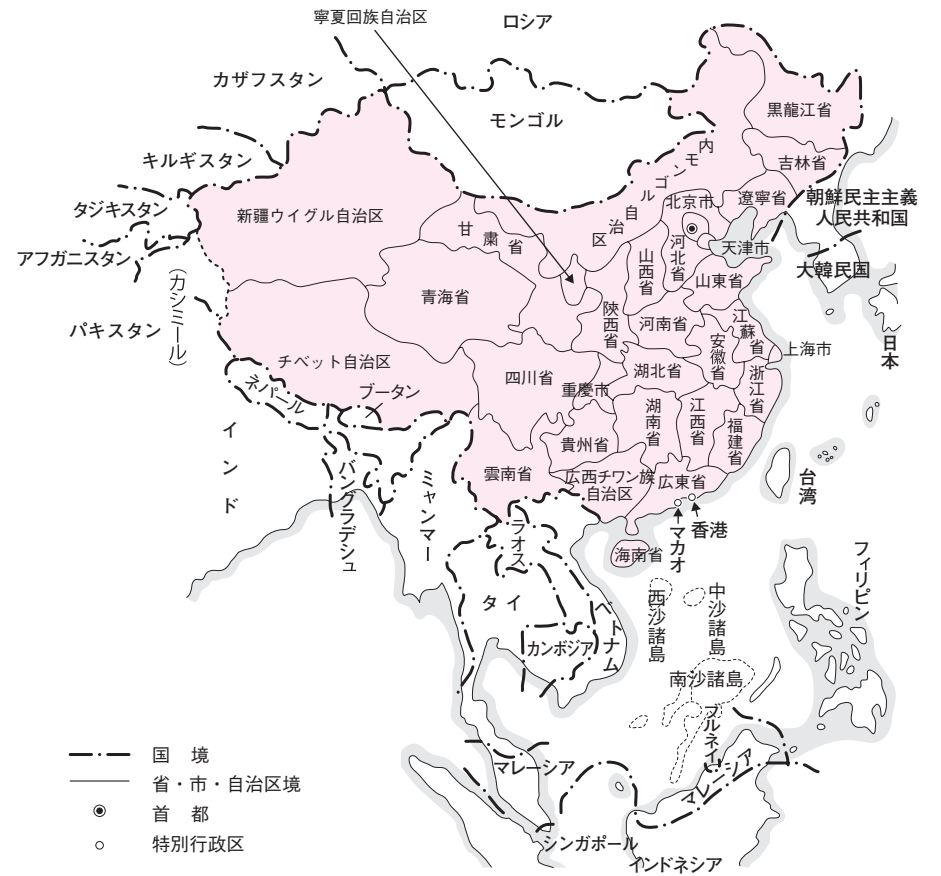 寧夏回族自治区
ロシア
カザフスタン
モンゴル
黒龍江省
キルギスタン
内モンゴル自治区
吉林省
タジキスタン
新疆ウイグル自治区
甘粛省
北京市
遼寧省
朝鮮民主主義
人民共和国
アフガニスタン
天津市
大韓民国
(カシミール)
山西省
河北省
山東省
青海省
パキスタン
陝西省
河南省
江蘇省
安徽省
上海市
日本
チベット自治区
四川省
重慶市
湖北省
浙江省
ネパール
ブータン
湖南省
江西省
福建省
インド
貴州省
バングラデシュ
ミャンマー
雲南省
広西チワン族
自治区
広東省
台湾
ラオス
香港
マカオ
海南省
フィリピン
タイ
ベトナム
西沙諸島
中沙諸島
カンボジア
南沙諸島
ブルネイ
マレーシア
マレーシア
シンガポール
インドネシア
国 境
省・市・自治区境
首 都
特別行政区